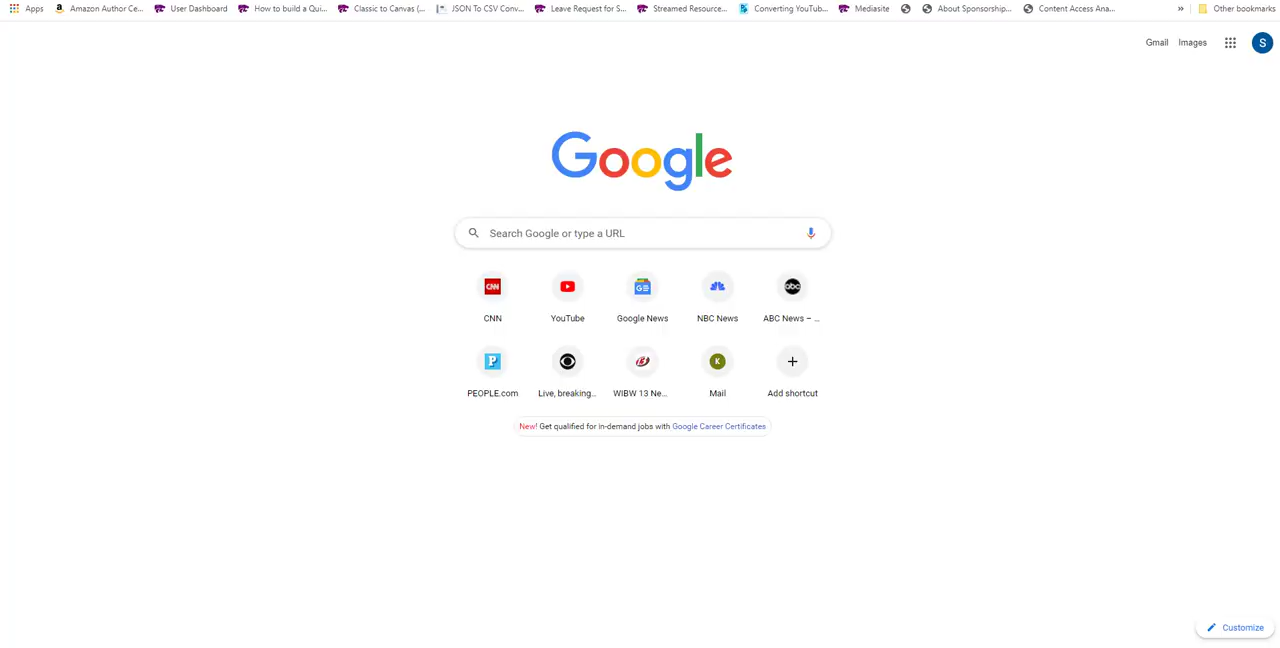 Apps Amazon Author Ce... User Dashboard How to build a Qui... Classic to Canvas (... JSON To CSV Conv... Leave Request for S... Streamed Resource... Converting YouTub... Mediasite About Sponsorship... Content Access Ana... » Other bookmarks
Gmail Images S
Google
Search Google or type a URL
CNN GE abc
CNN YouTube Google News NBC News ABC News – ...
P B K +
PEOPLE.com Live, breaking... WIBW 13 Ne... Mail Add shortcut
New! Get qualified for in-demand jobs with Google Career Certificates
Customize